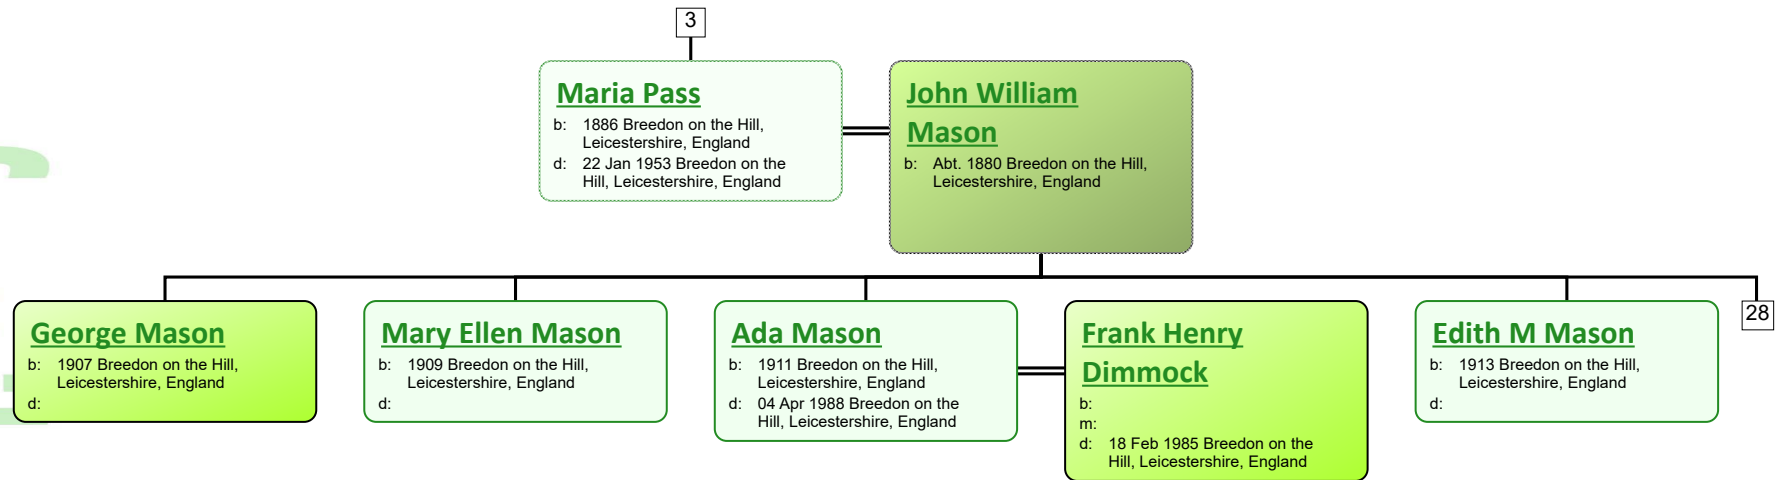 3
Maria Pass
b: 1886 Breedon on the Hill,
Leicestershire, England
d: 22 Jan 1953 Breedon on the
Hill, Leicestershire, England
John William
Mason
b: Abt. 1880 Breedon on the Hill,
Leicestershire, England
George Mason
b: 1907 Breedon on the Hill,
Leicestershire, England
d:
Mary Ellen Mason
b: 1909 Breedon on the Hill,
Leicestershire, England
d:
Ada Mason
b: 1911 Breedon on the Hill,
Leicestershire, England
d: 04 Apr 1988 Breedon on the
Hill, Leicestershire, England
Frank Henry
Dimmock
b:
m:
d: 18 Feb 1985 Breedon on the
Hill, Leicestershire, England
Edith M Mason
b: 1913 Breedon on the Hill,
Leicestershire, England
d:
28